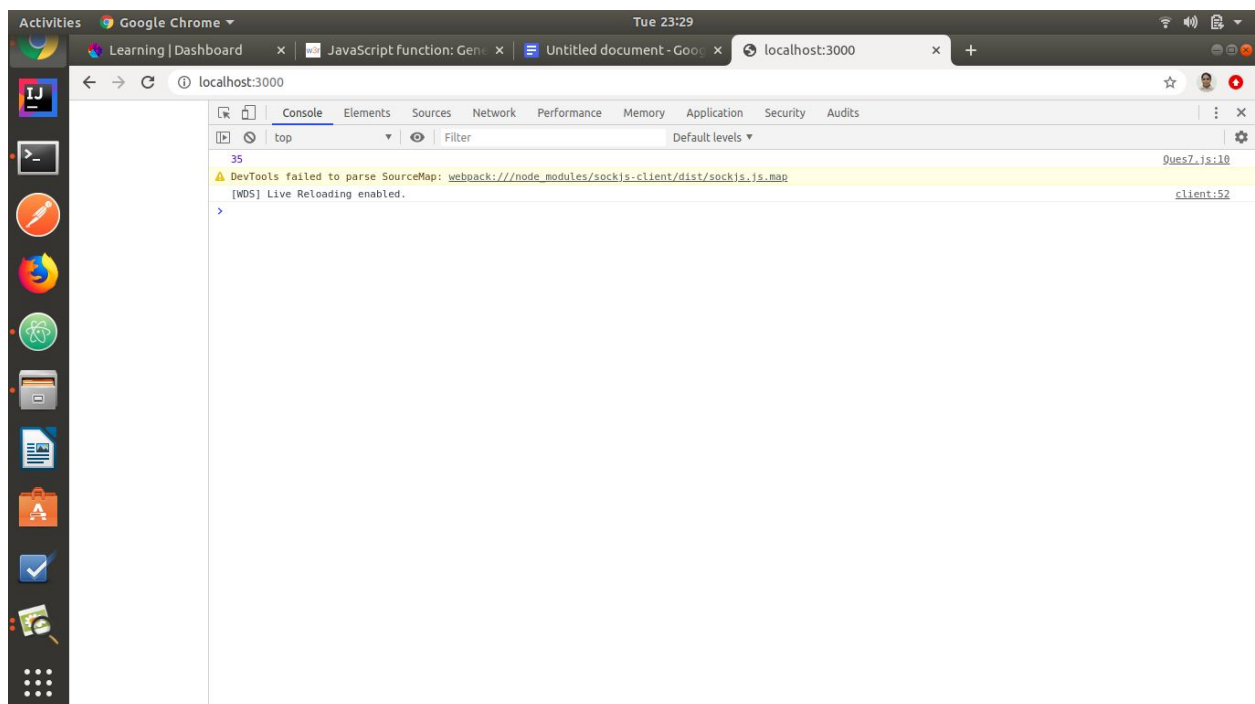 Activities Google Chrome Tue 23:29
Learning | Dashboard JavaScript function: Gene Untitled document - Goog localhost:3000
localhost:3000
Console Elements Sources Network Performance Memory Application Security Audits
top Filter Default levels
35 Ques7.js:10
DevTools failed to parse SourceMap: webpack:///node_modules/sockjs-client/dist/sockjs.js.map
[WDS] Live Reloading enabled. client:52
>